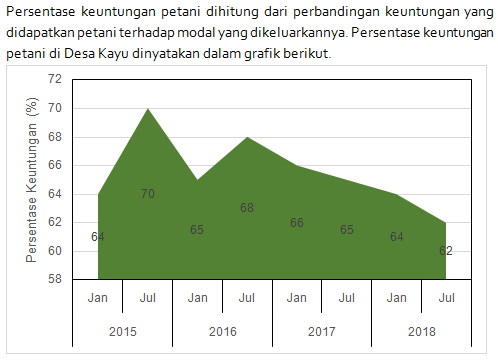 Persentase keuntungan petani dihitung dari perbandingan keuntungan yang
didapatkan petani terhadap modal yang dikeluarkannya. Persentase keuntungan
petani di Desa Kayu dinyatakan dalam grafik berikut.
Persentase Keuntungan (%)
72
70
68
66
64
62
60
58
64
70
65
68
66
65
64
62
Jan Jul Jan Jul Jan Jul Jan Jul
2015 2016 2017 2018